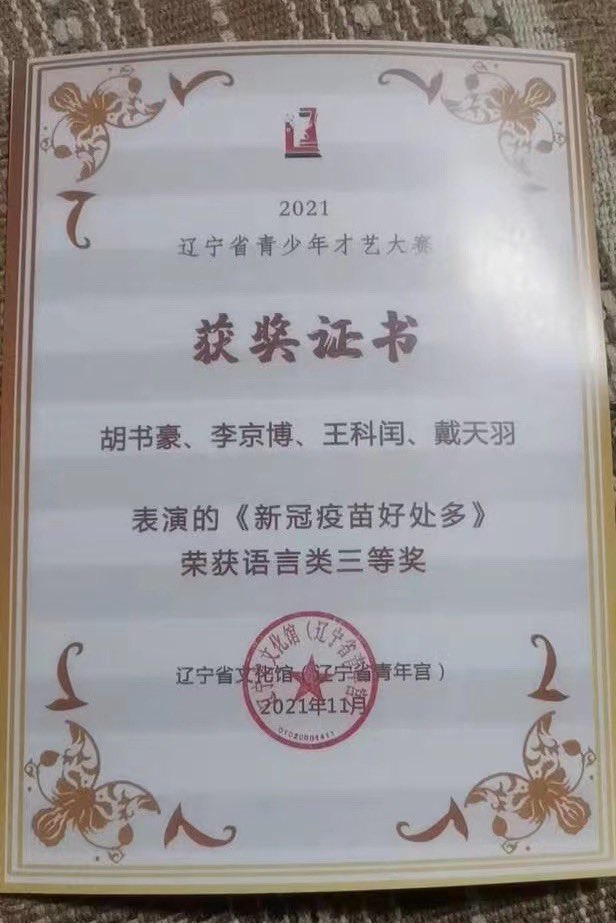 2021
辽宁省青少年才艺大赛
获奖证书
胡书豪、李京博、王科闰、戴天羽
表演的《新冠疫苗好处多》
荣获语言类三等奖
辽宁省文化馆（辽宁省青年宫）
2021年11月